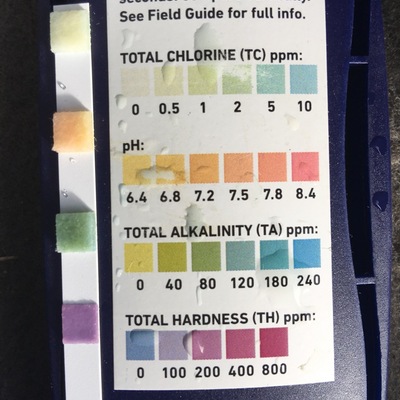 See Field Guide for full info.
TOTAL CHLORINE (TC) ppm:
0 0.5 1 2 5 10
pH:
6.4 6.8 7.2 7.5 7.8 8.4
TOTAL ALKALINITY (TA) ppm:
0 40 80 120 180 240
TOTAL HARDNESS (TH) ppm:
0 100 200 400 800